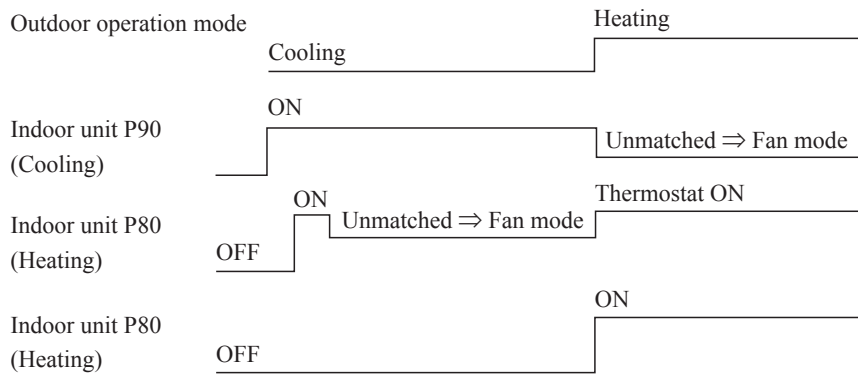 Outdoor operation mode
Heating
Cooling
ON
Indoor unit P90
(Cooling)
Unmatched ⇒ Fan mode
Thermostat ON
ON
Indoor unit P80
(Heating)
Unmatched ⇒ Fan mode
OFF
ON
Indoor unit P80
(Heating)
OFF